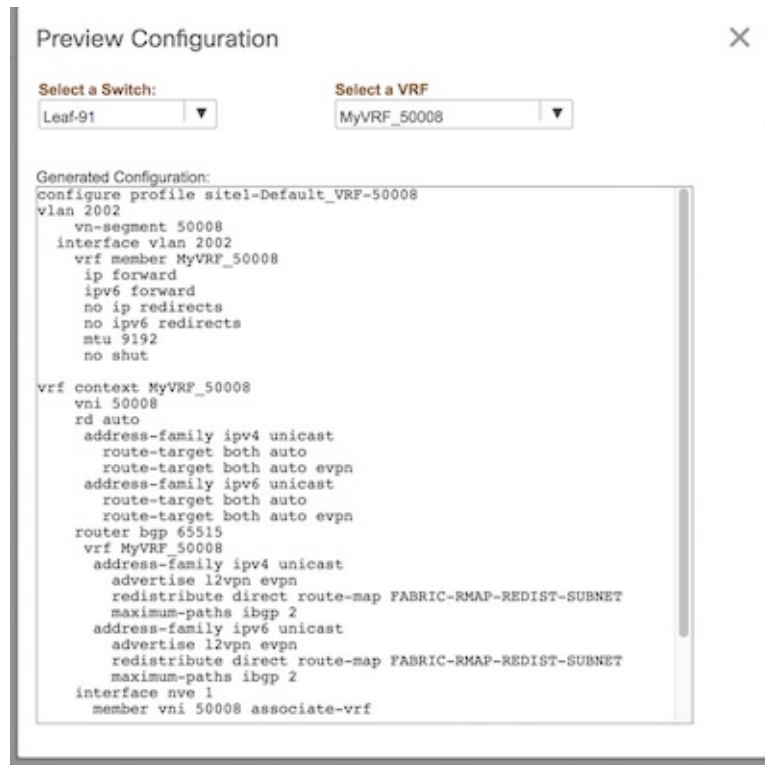 Preview Configuration
Select a Switch: Select a VRF
Leaf-91 MyVRF_50008
Generated Configuration:
configure profile site1-Default_VRF-50008
vlan 2002
vn-segment 50008
interface vlan 2002
vrf member MyVRF_50008
ip forward
ipv6 forward
no ip redirects
no ipv6 redirects
mtu 9192
no shut
vrf context MyVRF_50008
vni 50008
rd auto
address-family ipv4 unicast
route-target both auto
route-target both auto evpn
address-family ipv6 unicast
route-target both auto
route-target both auto evpn
router bgp 65515
vrf MyVRF_50008
address-family ipv4 unicast
advertise l2vpn evpn
redistribute direct route-map FABRIC-RMAP-REDIST-SUBNET
maximum-paths ibgp 2
address-family ipv6 unicast
advertise l2vpn evpn
redistribute direct route-map FABRIC-RMAP-REDIST-SUBNET
maximum-paths ibgp 2
interface nve 1
member vni 50008 associate-vrf